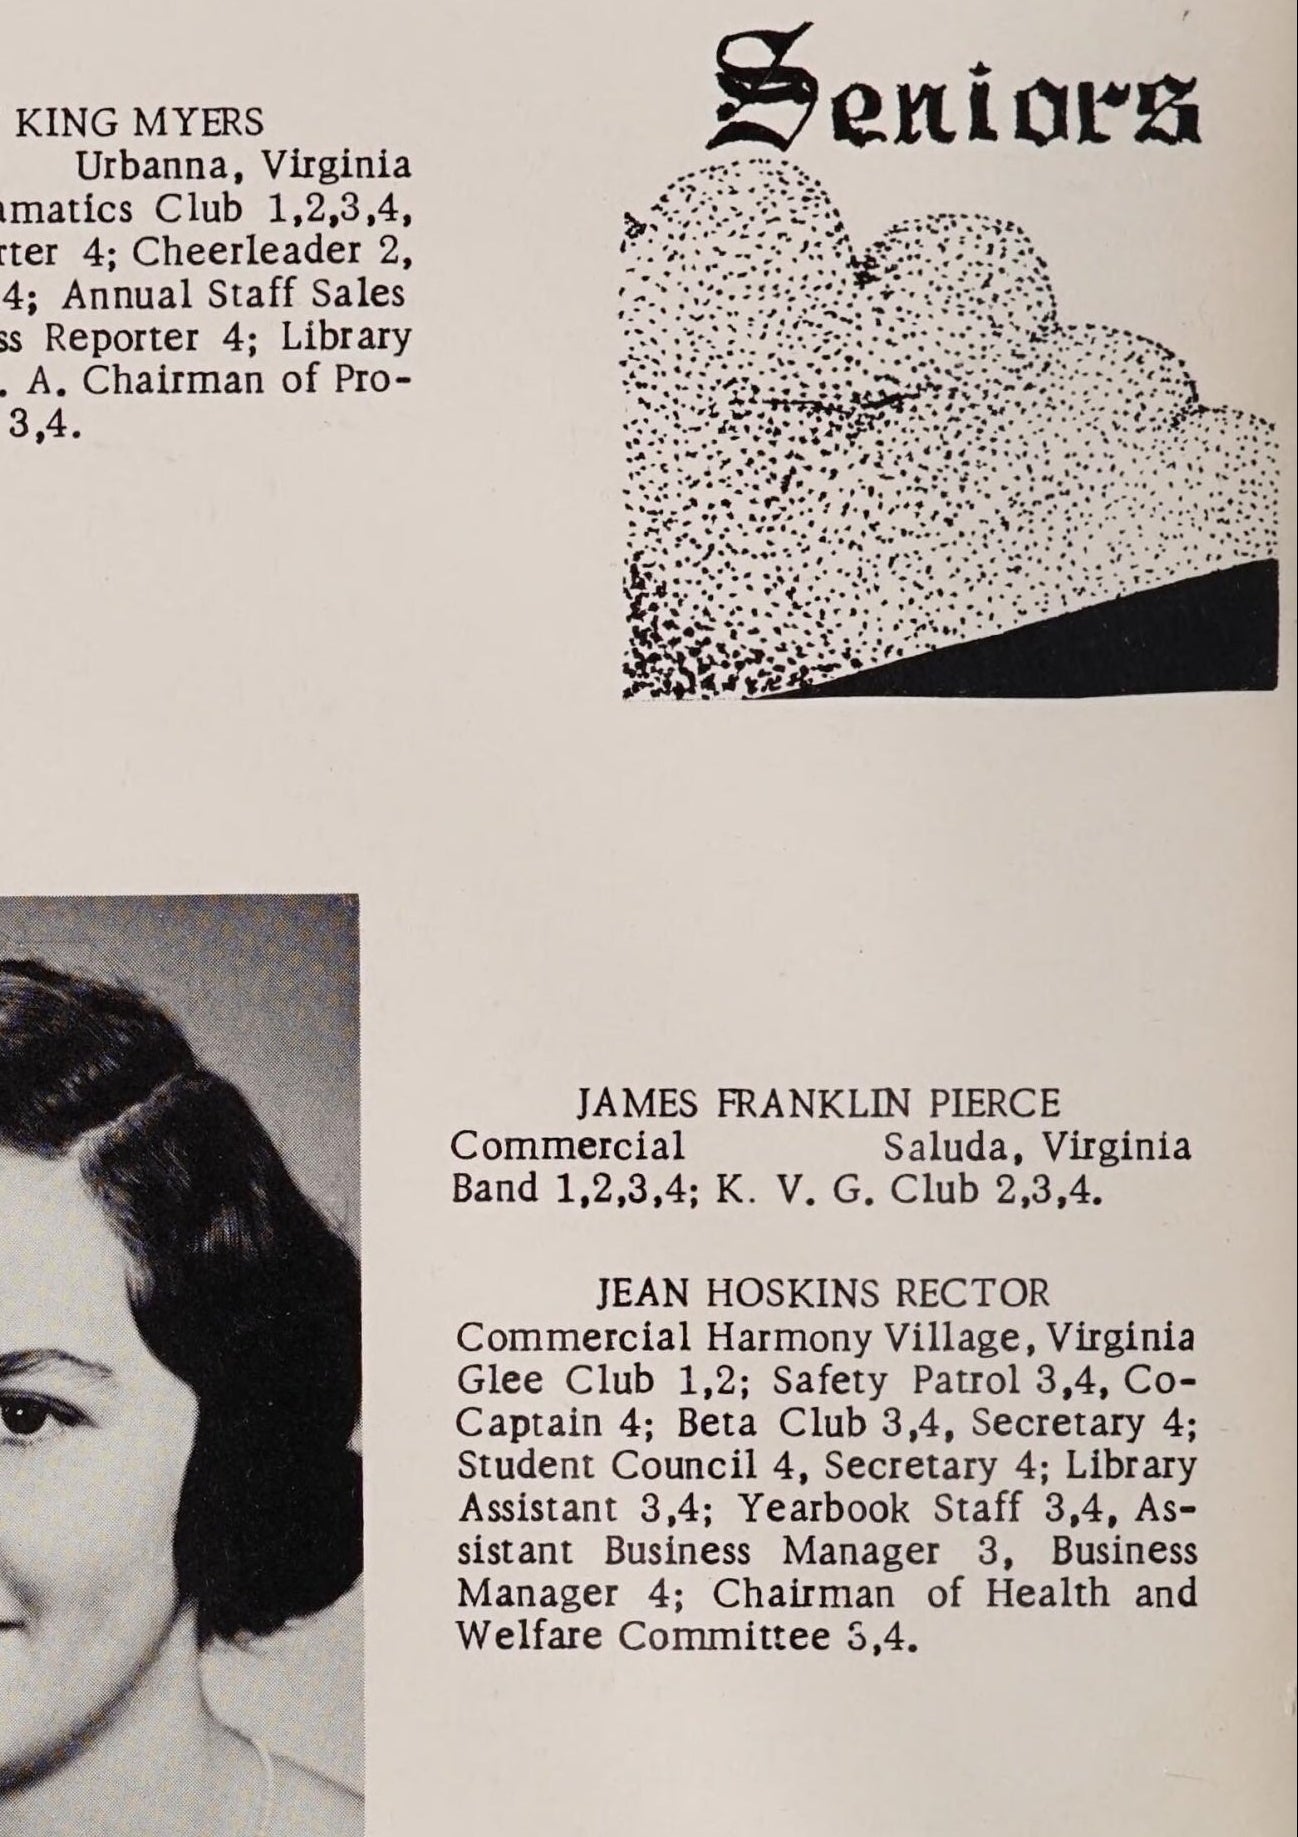 Seniors
KING MYERS
Urbanna, Virginia
Club 1,2,3,4,
4; Cheerleader 2,
4; Annual Staff Sales
Reporter 4; Library
A. Chairman of Pro-
3,4.
JAMES FRANKLIN PIERCE
Commercial Saluda, Virginia
Band 1,2,3,4; K. V. G. Club 2,3,4.
JEAN HOSKINS RECTOR
Commercial Harmony Village, Virginia
Glee Club 1,2; Safety Patrol 3,4, Co-
Captain 4; Beta Club 3,4, Secretary 4;
Student Council 4, Secretary 4; Library
Assistant 3,4; Yearbook Staff 3,4, As-
sistant Business Manager 3, Business
Manager 4; Chairman of Health and
Welfare Committee 3,4.